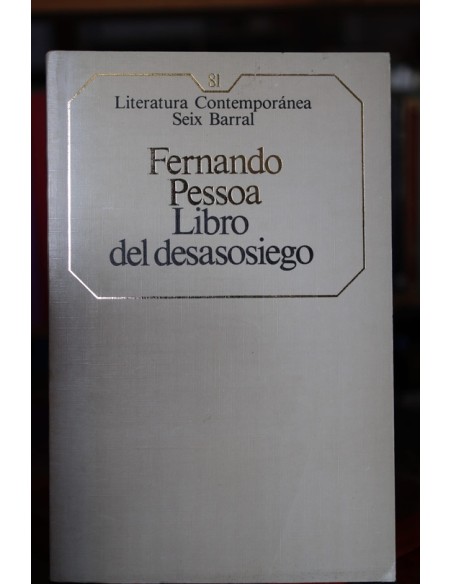 81
Literatura Contemporánea
Seix Barral
Fernando
Pessoa
Libro
del desasosiego